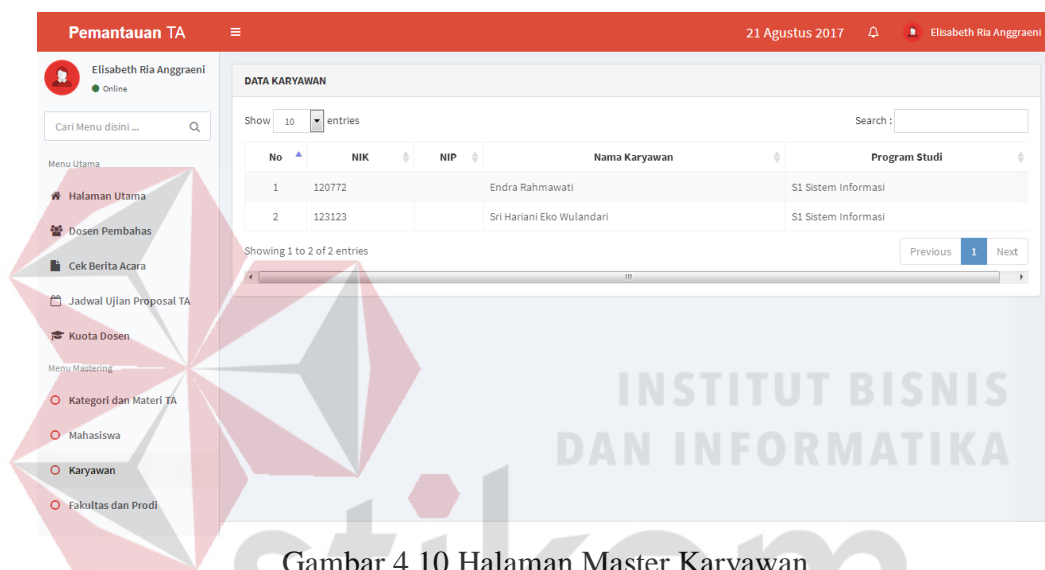 Pemantauan TA
21 Agustus 2017
Elisabeth Ria Anggraeni
Elisabeth Ria Anggraeni
Online
Cari Menu disini ...
Menu Utama
Halaman Utama
Dosen Pembahas
Cek Berita Acara
Jadwal Ujian Proposal TA
Kuota Dosen
Menu Mastering
Kategori dan Materi TA
Mahasiswa
Karyawan
Fakultas dan Prodi
DATA KARYAWAN
Show 10 entries
Search :
No NIK NIP Nama Karyawan Program Studi
1 120772 Endra Rahmawati S1 Sistem Informasi
2 123123 Sri Hariani Eko Wulandari S1 Sistem Informasi
Showing 1 to 2 of 2 entries
Previous 1 Next
INSTITUT BISNIS
DAN INFORMATIKA
stikom
Gambar 4.10 Halaman Master Karyawan